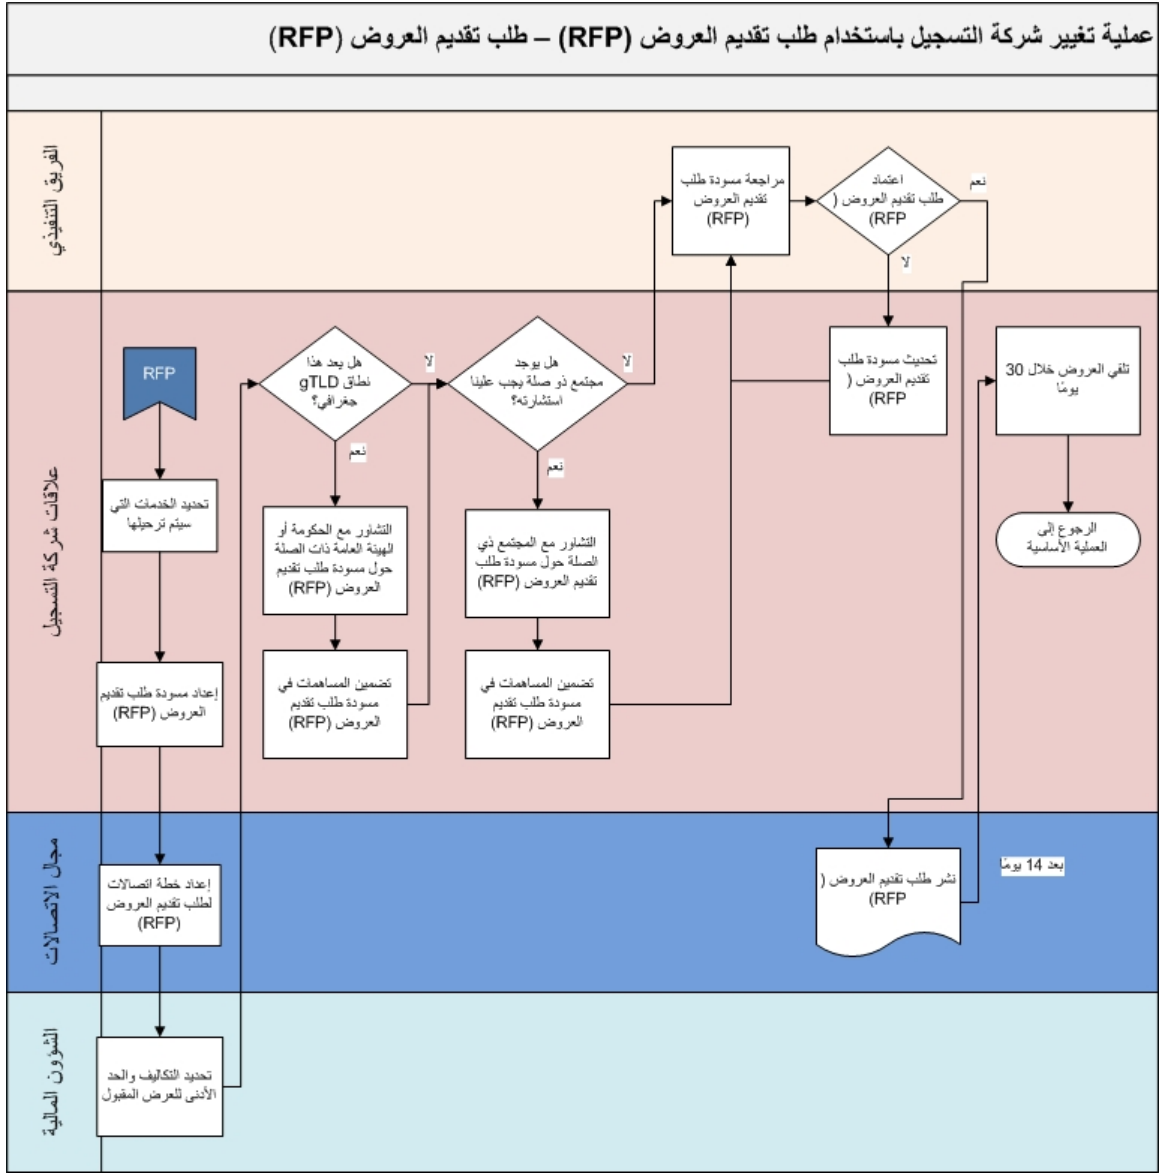 عملية تغيير شركة التسجيل باستخدام طلب تقديم العروض (RFP) – طلب تقديم العروض (RFP)
الفريق التنفيذي
مراجعة مسودة طلب
تقديم العروض
(RFP)
اعتماد
طلب تقديم العروض (
RFP)
نعم
لا
علاقات شركة التسجيل
RFP
تحديد الخدمات التي
سيتم ترحيلها
إعداد مسودة طلب تقديم
العروض (RFP)
هل يعد هذا
نطاق gTLD
جغرافي؟
لا
نعم
التشاور مع الحكومة أو
الهيئة العامة ذات الصلة
حول مسودة طلب تقديم
العروض (RFP)
تضمين المساهمات في
مسودة طلب تقديم
العروض (RFP)
هل يوجد
مجتمع ذو صلة يجب علينا
استشارته؟
لا
نعم
التشاور مع المجتمع ذي
الصلة حول مسودة طلب
تقديم العروض (RFP)
تضمين المساهمات في
مسودة طلب تقديم
العروض (RFP)
تحديث مسودة طلب
تقديم العروض (
RFP)
تلقي العروض خلال 30
يومًا
الرجوع إلى
العملية الأساسية
مجال الاتصالات
إعداد خطة اتصالات
لطلب تقديم العروض
(RFP)
نشر طلب تقديم العروض (
RFP)
بعد 14 يومًا
الشؤون المالية
تحديد التكاليف والحد
الأدنى للعرض المقبول